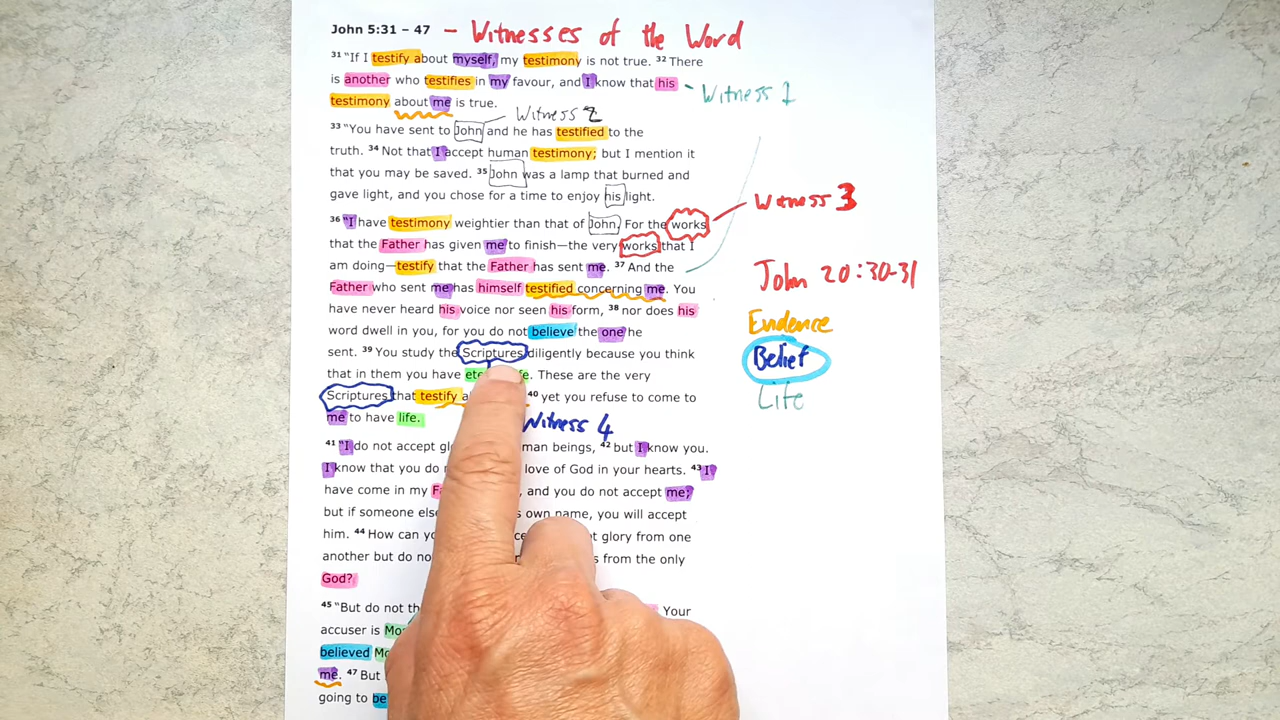 John 5:31 – 47 - Witnesses of the Word
31 "If I testify about myself, my testimony is not true. 32 There
is another who testifies in my favour, and I know that his
testimony about me is true.
- Witness 1
Witness 2
33 "You have sent to John and he has testified to the
truth. 34 Not that I accept human testimony; but I mention it
that you may be saved. 35 John was a lamp that burned and
gave light, and you chose for a time to enjoy his light.
36 "I have testimony weightier than that of John. For the works
that the Father has given me to finish—the very works that I
am doing—testify that the Father has sent me. 37 And the
Father who sent me has himself testified concerning me. You
have never heard his voice nor seen his form, 38 nor does his
word dwell in you, for you do not believe the one he
sent. 39 You study the Scriptures diligently because you think
that in them you have
. These are the very
Scriptures that testify
40 yet you refuse to come to
me to have life.
Witness 4
41 "I do not accept
beings, 42 but I know you.
I know that you do
love of God in your hearts. 43 I
have come in my
, and you do not accept me;
but if someone
own name, you will accept
him. 44 How can
glory from one
another but do
from the only
God?
45 "But do not
Your
accuser is
believed
me. 47 But
going to
Witness 3
John 20:30-31
Evidence
Belief
Life